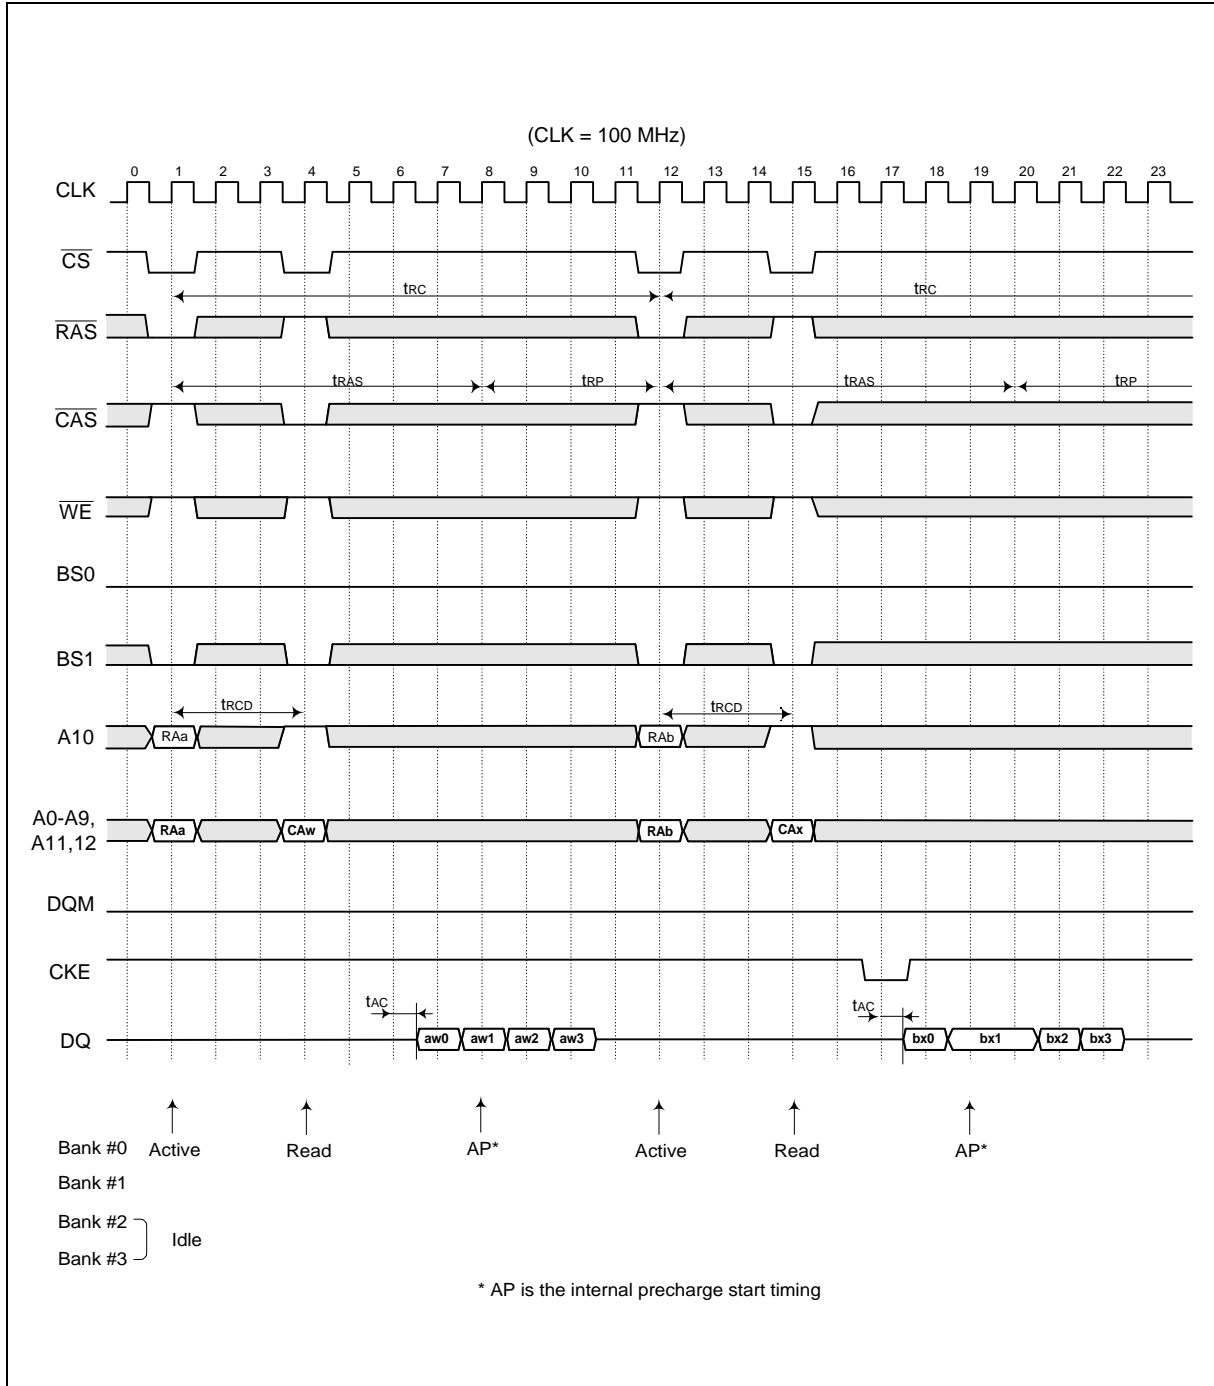 (CLK = 100 MHz)
0 1 2 3 4 5 6 7 8 9 10 11 12 13 14 15 16 17 18 19 20 21 22 23
CLK
CS
tRC tRC
RAS
tRAS tRP tRAS tRP
CAS
WE
BS0
BS1
tRCD tRCD
A10 RAa RAb
A0-A9,
A11,12
RAa CAw RAb CAx
DQM
CKE
tAC tAC
DQ aw0 aw1 aw2 aw3 bx0 bx1 bx2 bx3
Bank #0 Active Read AP* Active Read AP*
Bank #1
Bank #2
Idle
Bank #3
* AP is the internal precharge start timing